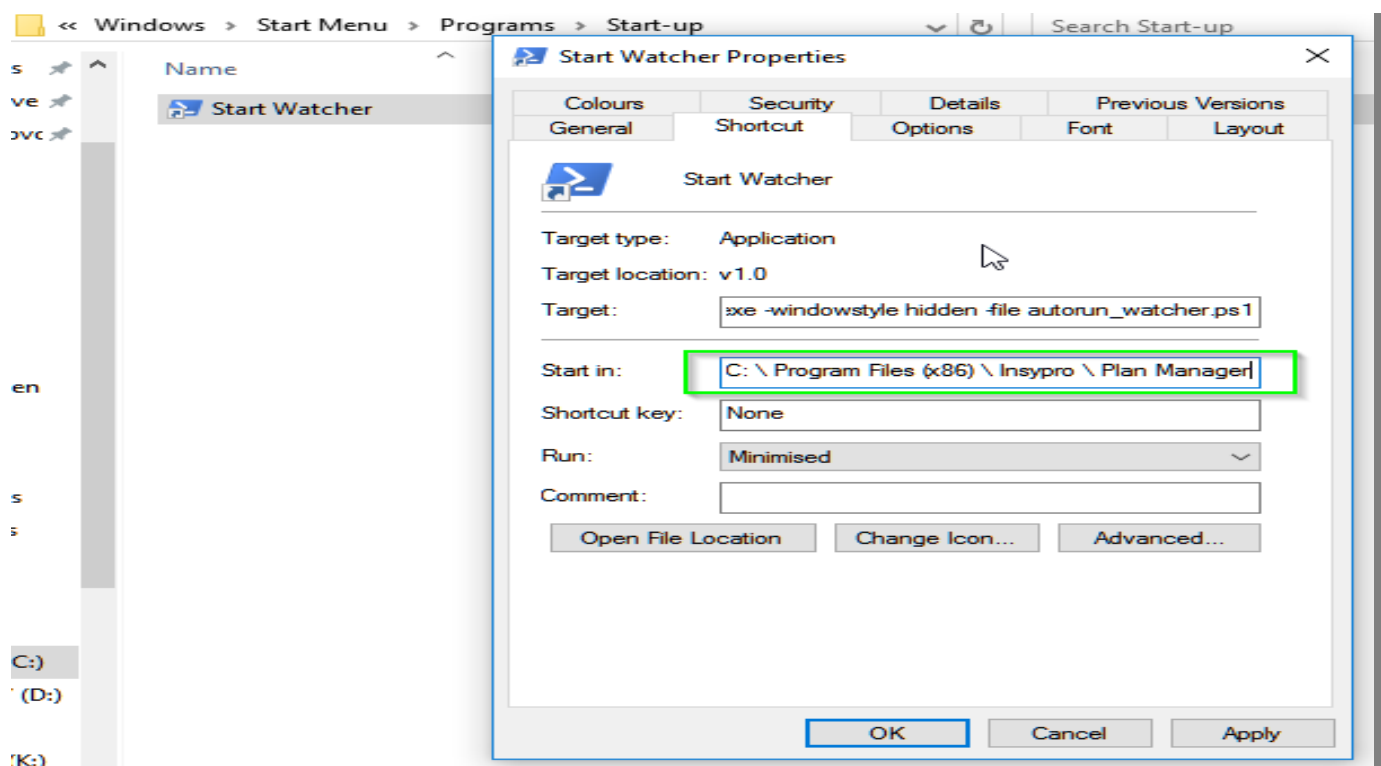 « Windows > Start Menu > Programs > Start-up
Search Start-up
Name
Start Watcher
en
C:)
(D:)
(K:)
Start Watcher Properties
Colours Security Details Previous Versions
General Shortcut Options Font Layout
Start Watcher
Target type: Application
Target location: v1.0
Target: exe -windowstyle hidden -file autorun_watcher.ps1
Start in: C: \ Program Files (x86) \ Insypro \ Plan Manager
Shortcut key: None
Run: Minimised
Comment:
Open File Location Change Icon... Advanced...
OK Cancel Apply